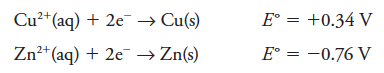 Cu²⁺(aq) + 2e⁻ → Cu(s) E° = +0.34 V
Zn²⁺(aq) + 2e⁻ → Zn(s) E° = −0.76 V